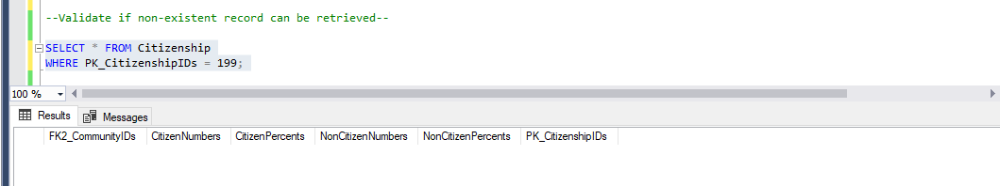 --Validate if non-existent record can be retrieved--
SELECT * FROM Citizenship
WHERE PK_CitizenshipIDs = 199;
100 %
Results Messages
FK2_CommunityIDs CitizenNumbers CitizenPercents NonCitizenNumbers NonCitizenPercents PK_CitizenshipIDs